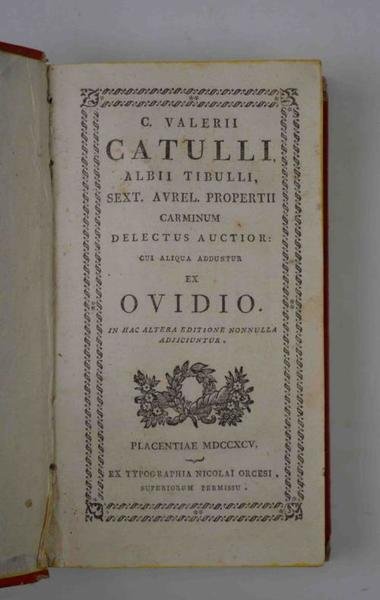 C. VALERII
CATULLI,
ALBII TIBULLI,
SEXT. AVREL. PROPERTII
CARMINUM
DELECTUS AUCTIOR:
CUI ALIQUA ADDUNTUR
EX
OVIDIO.
IN HAC ALTERA EDITIONE NONNULLA
ADJICIUNTUR.
PLACENTIAE MDCCXCV.
EX TYPOGRAPHIA NICOLAI ORCESI,
SUPERIORUM PERMISSU.